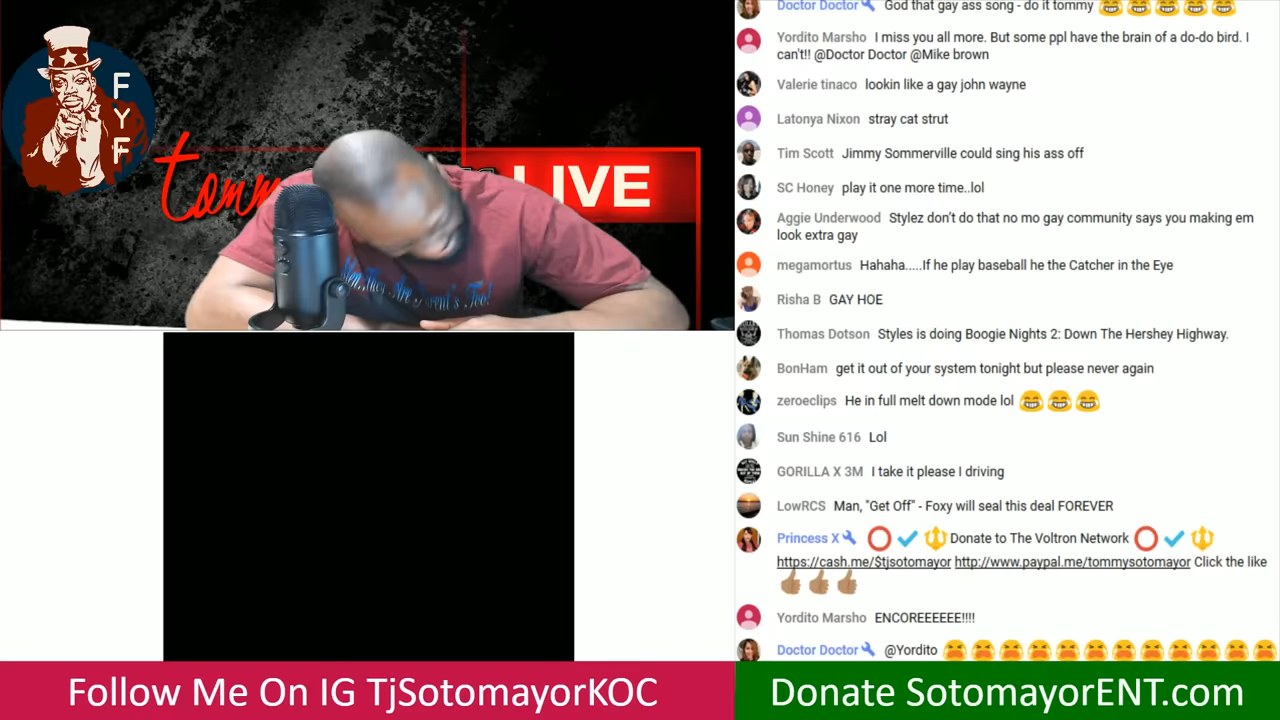 F
Y
F
tomm
LIVE
Men, They Are Parent's Too!
Doctor Doctor God that gay ass song - do it tommy 😂😂😂😂😂
Yordito Marsho I miss you all more. But some ppl have the brain of a do-do bird. I
can't!! @Doctor Doctor @Mike brown
Valerie tinaco lookin like a gay john wayne
Latonya Nixon stray cat strut
Tim Scott Jimmy Sommerville could sing his ass off
SC Honey play it one more time..lol
Aggie Underwood Stylez don't do that no mo gay community says you making em
look extra gay
megamortus Hahaha.....If he play baseball he the Catcher in the Eye
Risha B GAY HOE
Thomas Dotson Styles is doing Boogie Nights 2: Down The Hershey Highway.
BonHam get it out of your system tonight but please never again
zeroeclips He in full melt down mode lol 😂😂😂
Sun Shine 616 Lol
GORILLA X 3M I take it please I driving
LowRCS Man, "Get Off" - Foxy will seal this deal FOREVER
Princess X ⭕ ✔ 🔱 Donate to The Voltron Network ⭕ ✔ 🔱
https://cash.me/$tjsotomayor http://www.paypal.me/tommysotomayor Click the like
👍🏽👍🏽👍🏽
Yordito Marsho ENCOREEEEEE!!!!
Doctor Doctor @Yordito 😫😫😫😫😫😫😫😫😫😫😫😫
Follow Me On IG TjSotomayorKOC
Donate SotomayorENT.com